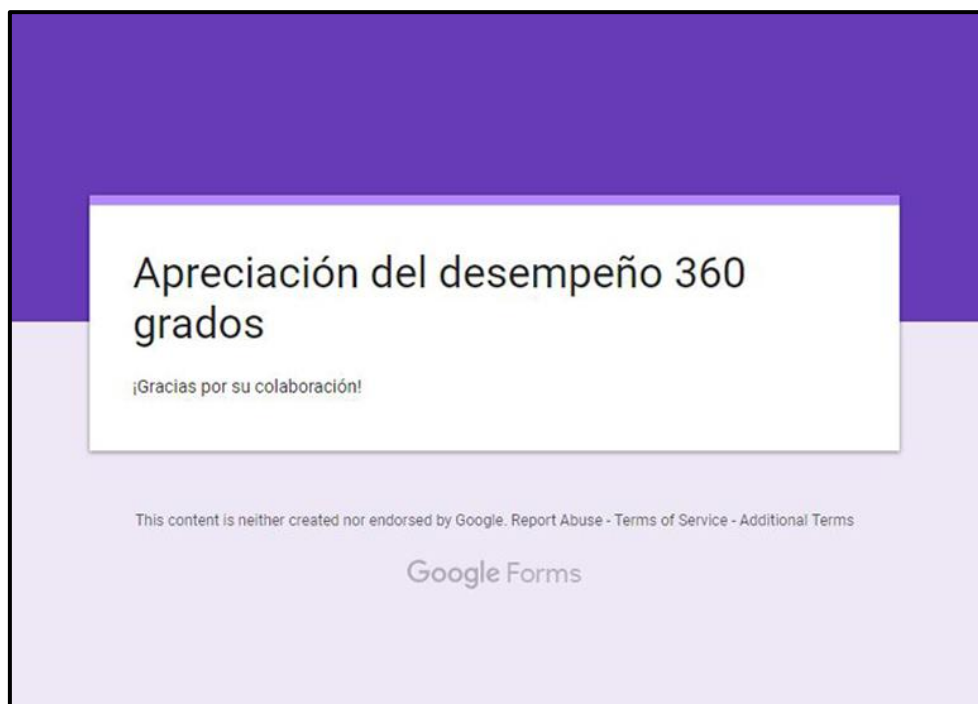 Apreciación del desempeño 360
grados
¡Gracias por su colaboración!
This content is neither created nor endorsed by Google. Report Abuse - Terms of Service - Additional Terms
Google Forms